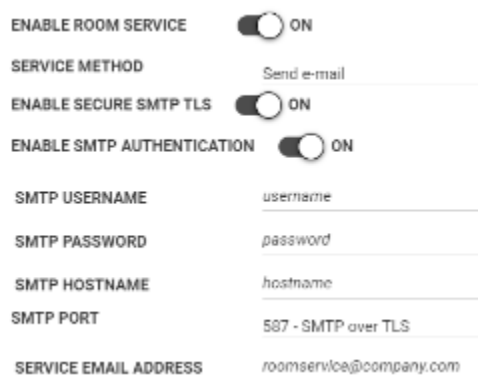 ENABLE ROOM SERVICE ON
SERVICE METHOD Send e-mail
ENABLE SECURE SMTP TLS ON
ENABLE SMTP AUTHENTICATION ON
SMTP USERNAME username
SMTP PASSWORD password
SMTP HOSTNAME hostname
SMTP PORT 587 - SMTP over TLS
SERVICE EMAIL ADDRESS roomservice@company.com